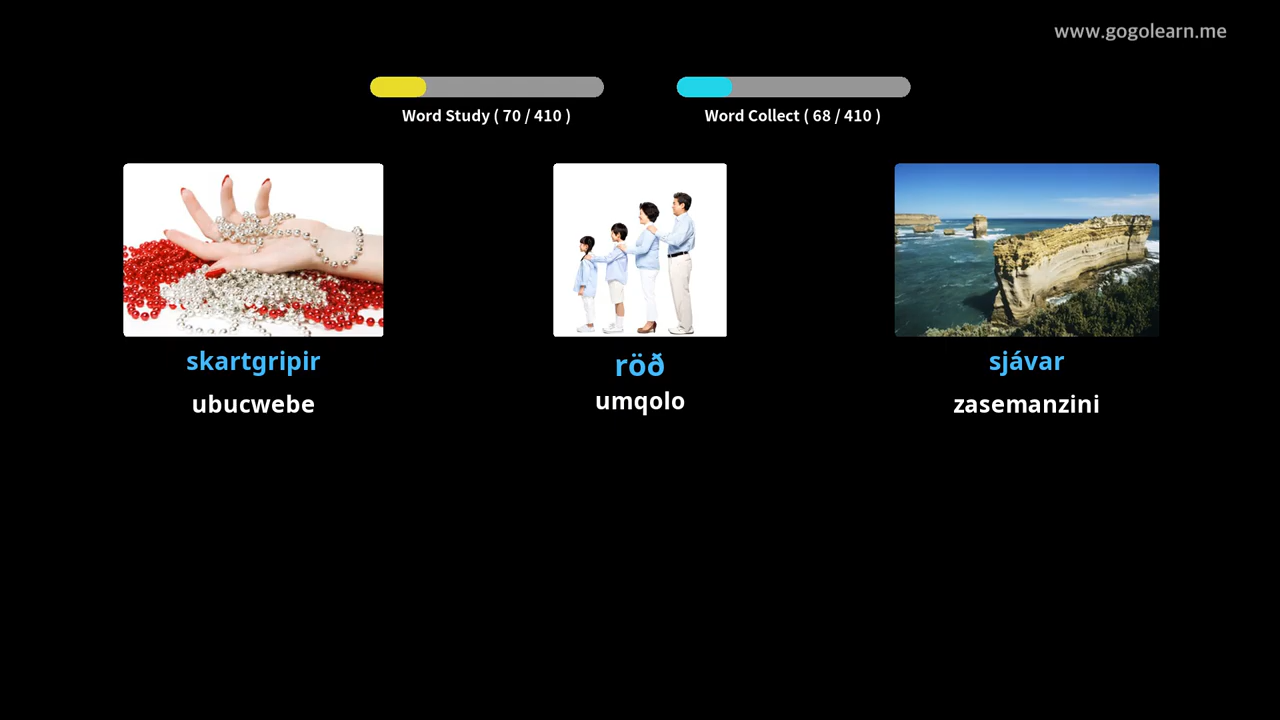 www.gogolearn.me
Word Study ( 70 / 410 )
Word Collect ( 68 / 410 )
skartgripir
ubucwebe
röð
umqolo
sjávar
zasemanzini